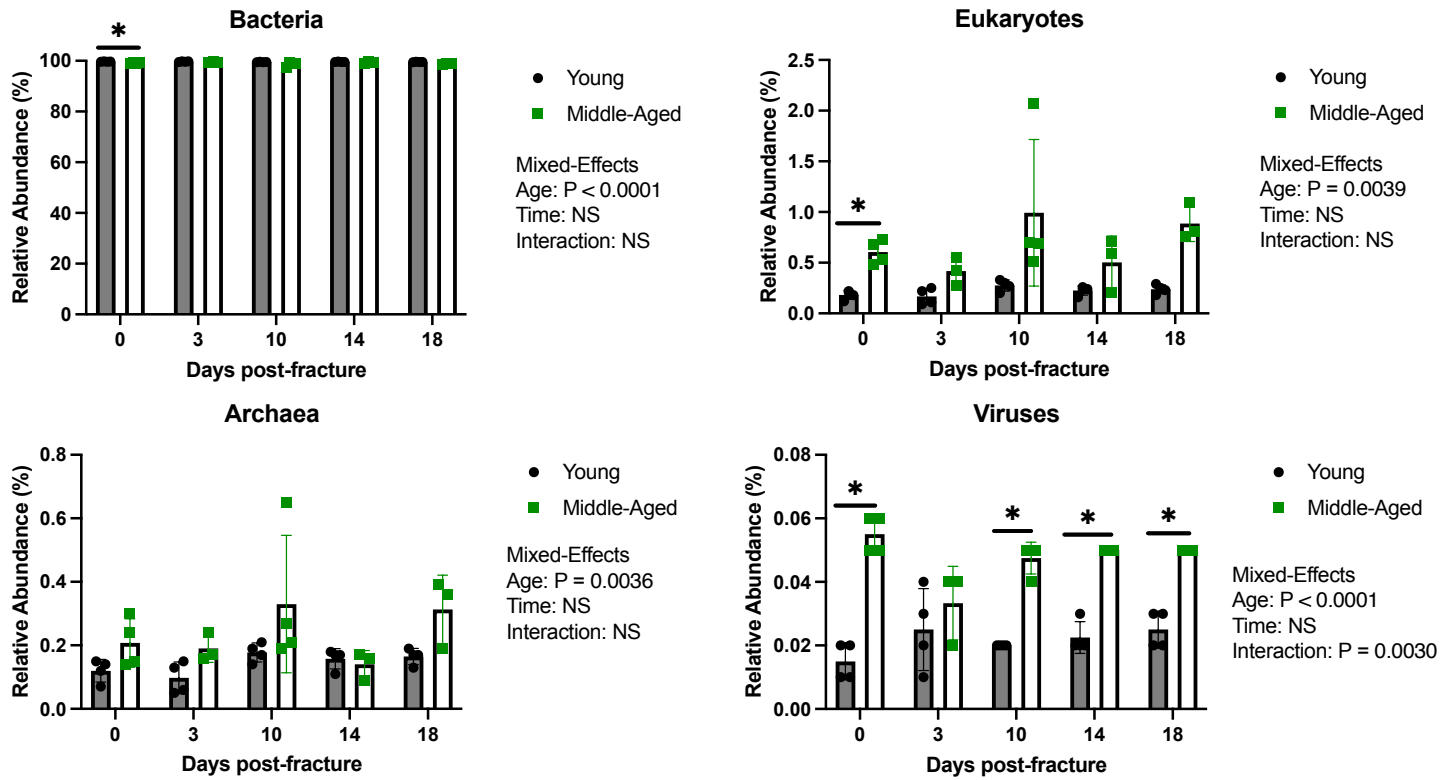 Bacteria
*
Relative Abundance (%)
100
80
60
40
20
0
0 3 10 14 18
Days post-fracture
Young
Middle-Aged
Mixed-Effects
Age: P < 0.0001
Time: NS
Interaction: NS
Eukaryotes
*
Relative Abundance (%)
2.5
2.0
1.5
1.0
0.5
0.0
0 3 10 14 18
Days post-fracture
Young
Middle-Aged
Mixed-Effects
Age: P = 0.0039
Time: NS
Interaction: NS
Archaea
Relative Abundance (%)
0.8
0.6
0.4
0.2
0.0
0 3 10 14 18
Days post-fracture
Young
Middle-Aged
Mixed-Effects
Age: P = 0.0036
Time: NS
Interaction: NS
Viruses
* * * *
Relative Abundance (%)
0.08
0.06
0.04
0.02
0.00
0 3 10 14 18
Days post-fracture
Young
Middle-Aged
Mixed-Effects
Age: P < 0.0001
Time: NS
Interaction: P = 0.0030